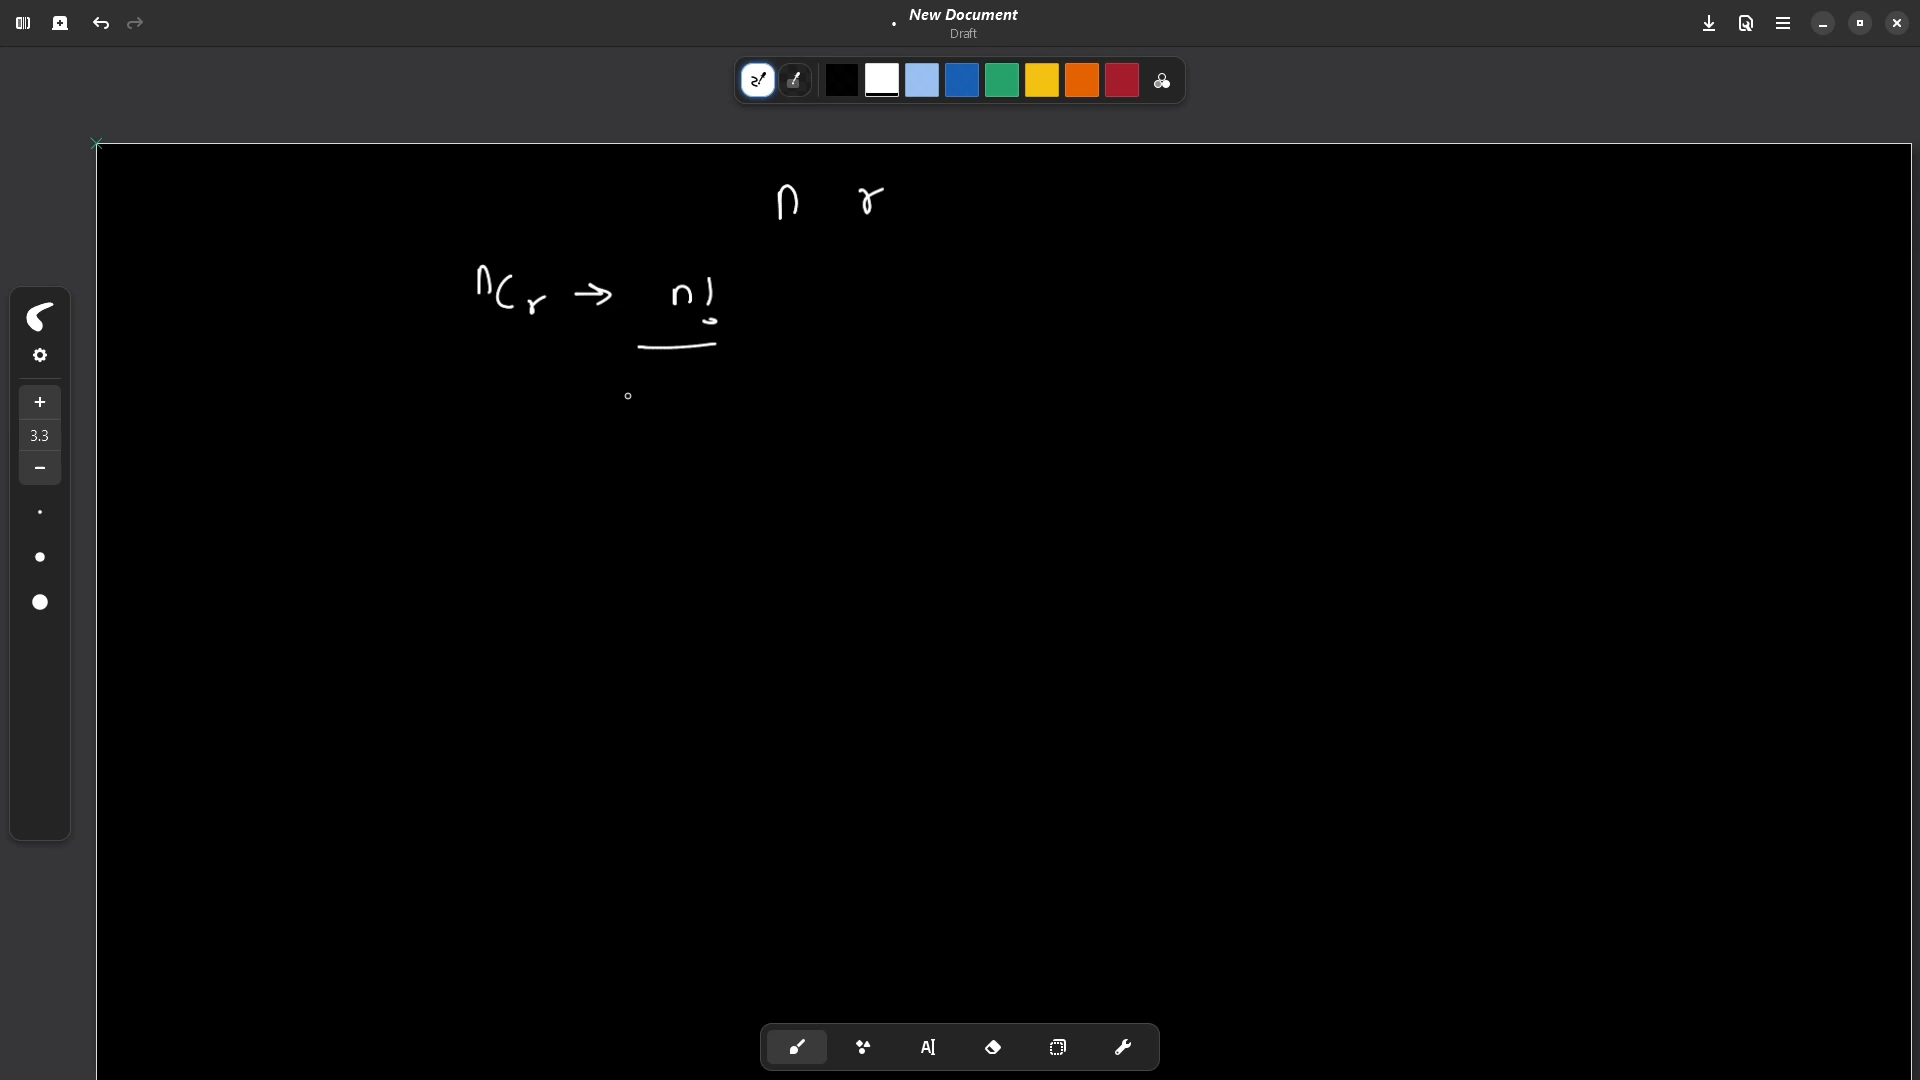 New Document
Draft
n r
nCr → n!
3.3
A